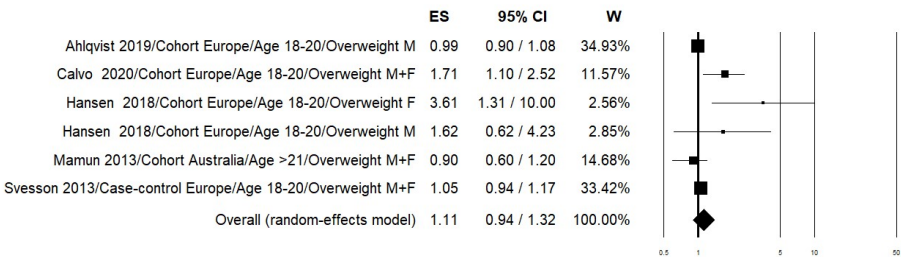 ES 95% CI W
Ahlqvist 2019/Cohort Europe/Age 18-20/Overweight M 0.99 0.90 / 1.08 34.93%
Calvo 2020/Cohort Europe/Age 18-20/Overweight M+F 1.71 1.10 / 2.52 11.57%
Hansen 2018/Cohort Europe/Age 18-20/Overweight F 3.61 1.31 / 10.00 2.56%
Hansen 2018/Cohort Europe/Age 18-20/Overweight M 1.62 0.62 / 4.23 2.85%
Mamun 2013/Cohort Australia/Age >21/Overweight M+F 0.90 0.60 / 1.20 14.68%
Svesson 2013/Case-control Europe/Age 18-20/Overweight M+F 1.05 0.94 / 1.17 33.42%
Overall (random-effects model) 1.11 0.94 / 1.32 100.00%
0.5 1 5 10 50